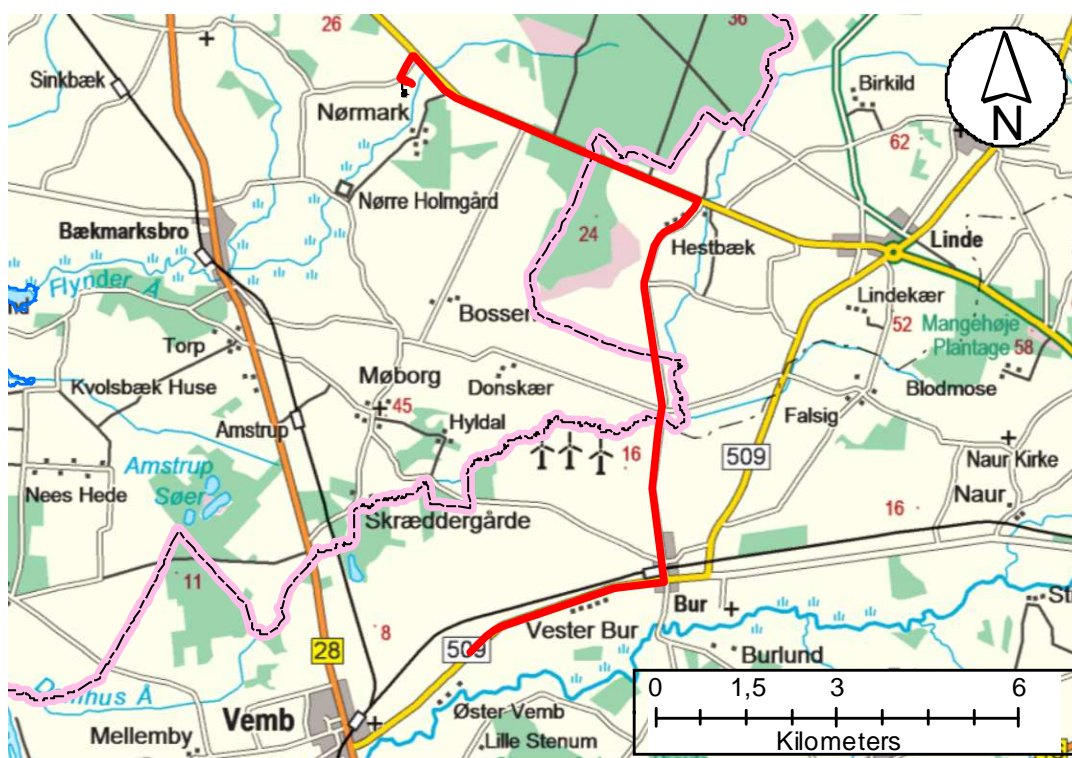 26
36
Sinkbæk
Birkild
Nørmark
62
N
Nørre Holmgård
Bækmarksbro
24
Hestbæk
Linde
Flynder Å
nd
Bosser
Lindekær
52
Mangehøje
Plantage
58
Torp
Kvolsbæk Huse
Møborg
Donskær
Blodmose
45
Hyldal
Falsig
Amstrup
16
509
Naur Kirke
Amstrup
Søer
Nees Hede
Naur
16
Skræddergårde
11
Bur
St
Vester Bur
8
28
509
Burlund
Vemb
Øster Vemb
Mellemby
Lille Stenum
0 1,5 3 6
Kilometers